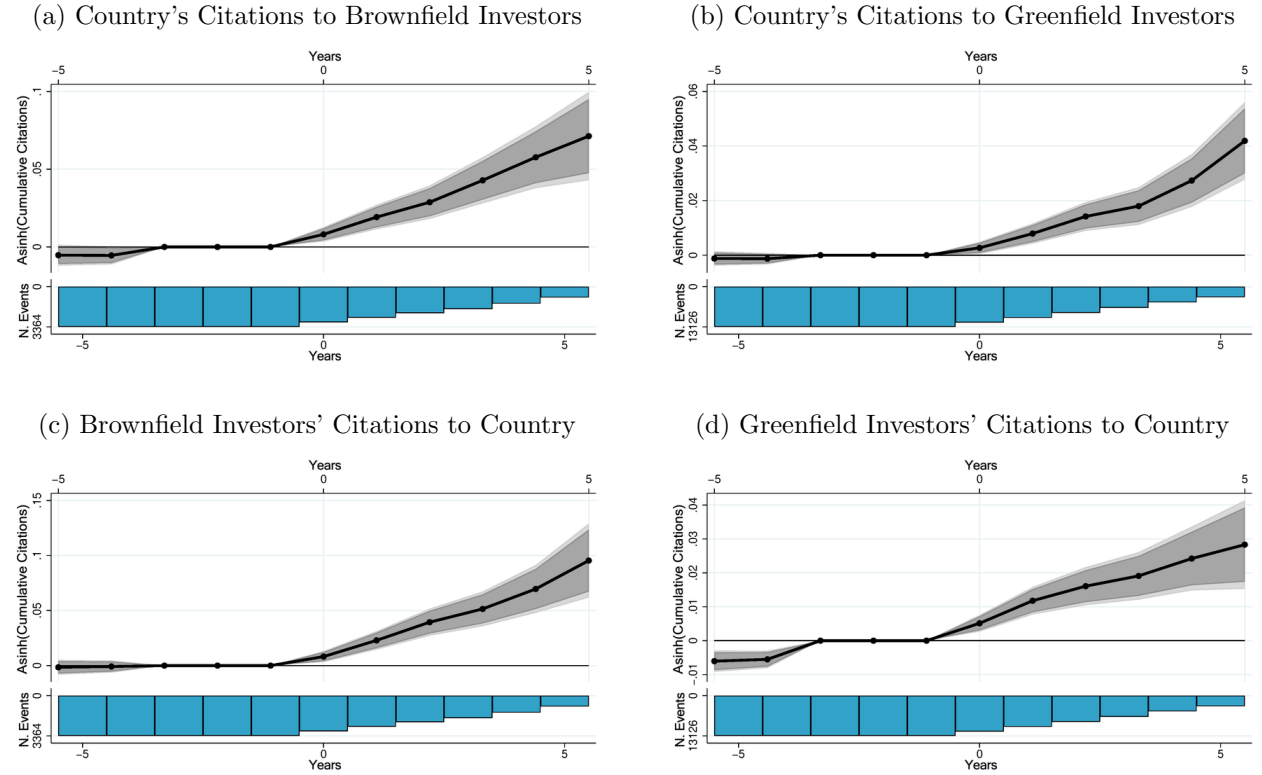 (a) Country's Citations to Brownfield Investors
Years
−5 0 5
Asinh(Cumulative Citations)
.1
.05
0
N. Events
0
3364
−5 0 5
Years
(b) Country's Citations to Greenfield Investors
Years
−5 0 5
Asinh(Cumulative Citations)
.06
.04
.02
0
N. Events
0
13126
−5 0 5
Years
(c) Brownfield Investors' Citations to Country
Years
−5 0 5
Asinh(Cumulative Citations)
.15
.1
.05
0
N. Events
0
3364
−5 0 5
Years
(d) Greenfield Investors' Citations to Country
Years
−5 0 5
Asinh(Cumulative Citations)
.04
.03
.02
.01
0
−.01
N. Events
0
13126
−5 0 5
Years